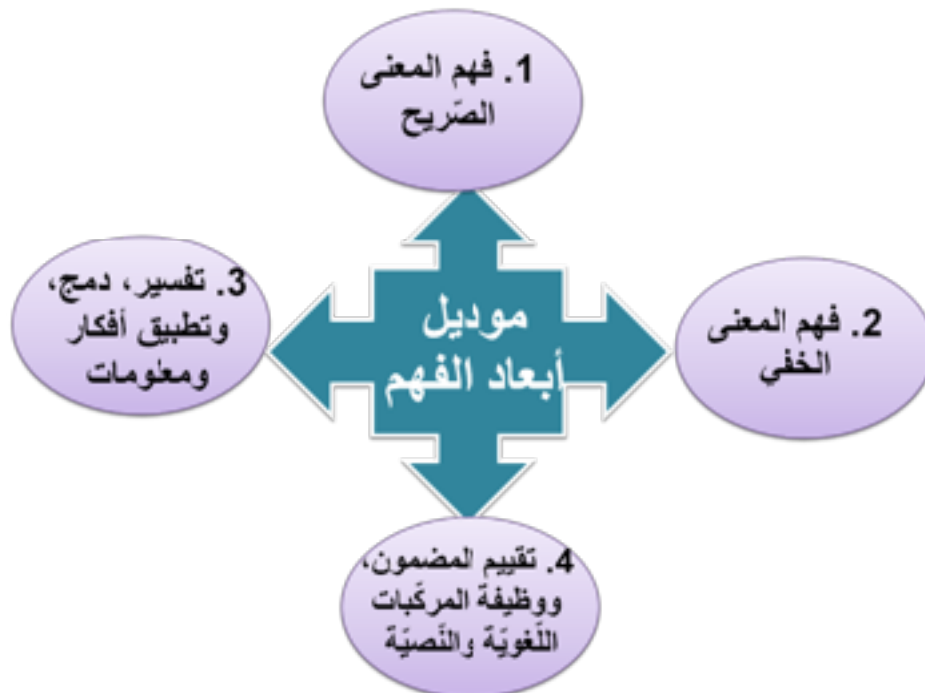 1. فهم المعنى
الصّريح
موديل
أبعاد الفهم
2. فهم المعنى
الخفي
3. تفسير، دمج،
وتطبيق أفكار
ومعلومات
4. تقييم المضمون،
ووظيفة المركّبات
اللّغويّة والنّصيّة